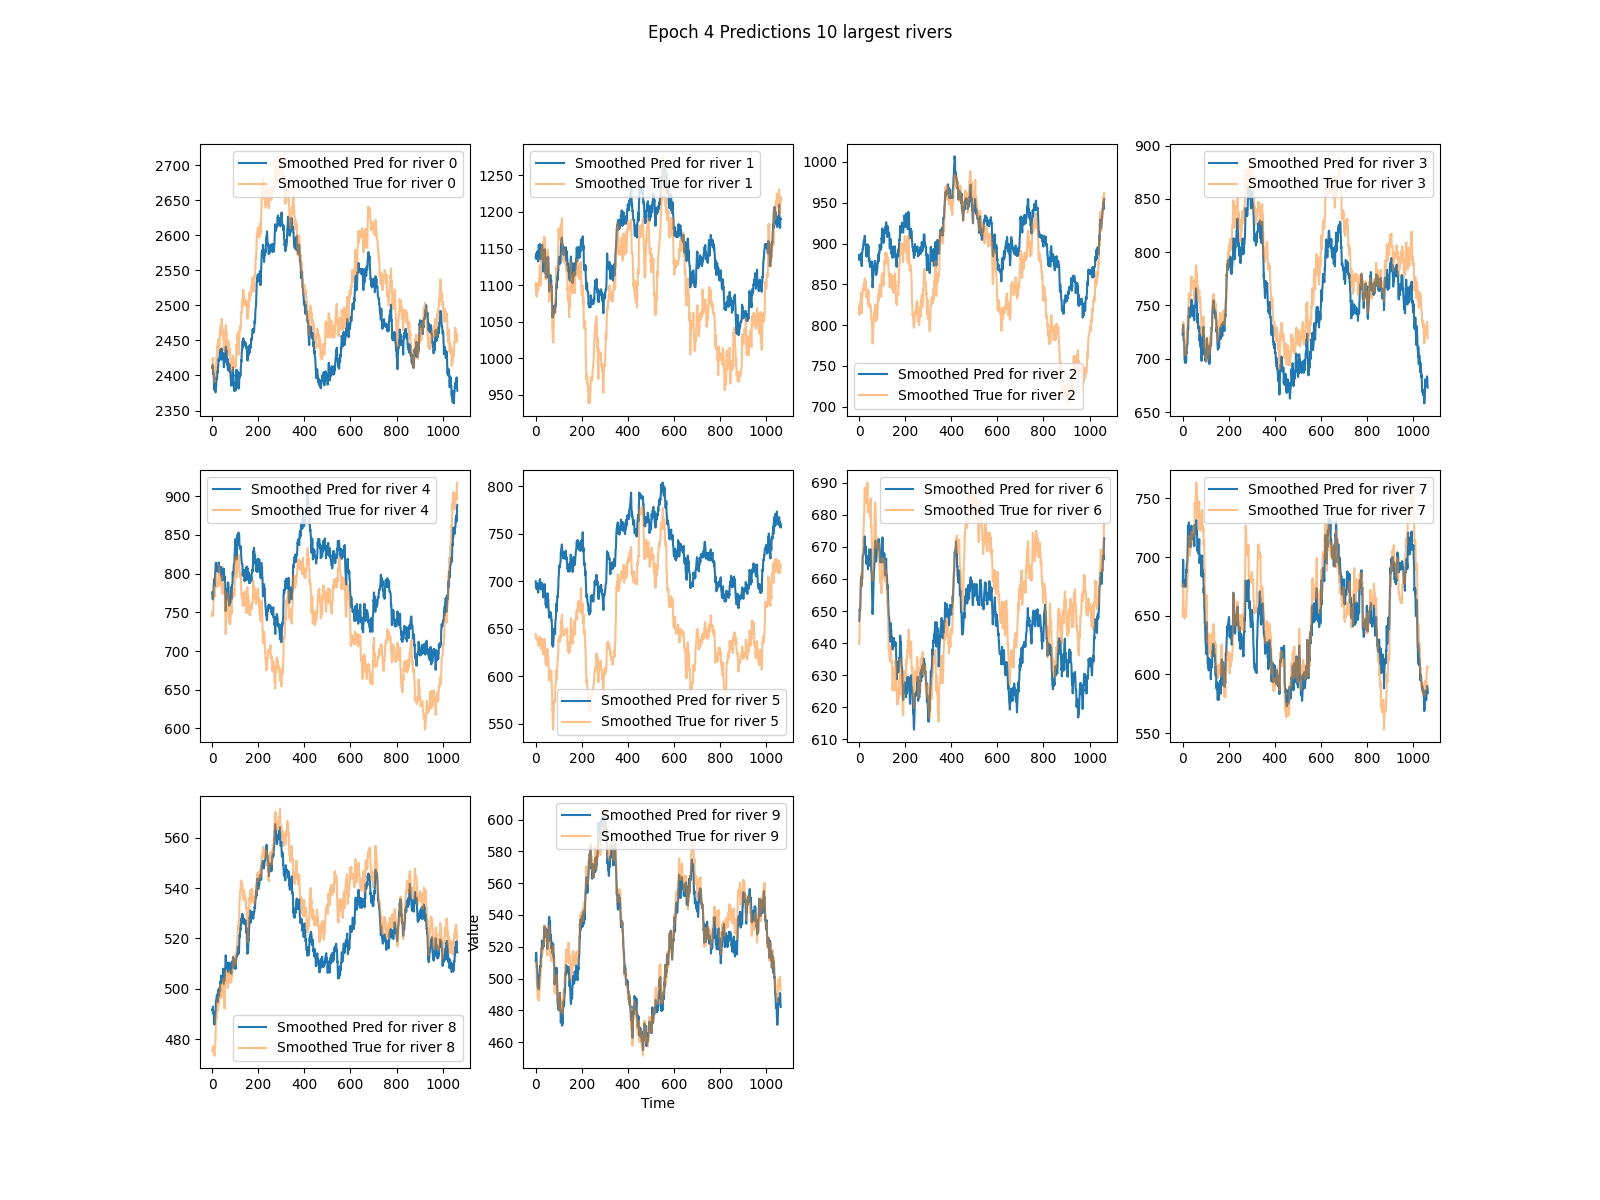 Epoch 4 Predictions 10 largest rivers
2700
2650
2600
2550
2500
2450
2400
2350
Smoothed Pred for river 0
Smoothed True for river 0
0 200 400 600 800 1000
1250
1200
1150
1100
1050
1000
950
Smoothed Pred for river 1
Smoothed True for river 1
0 200 400 600 800 1000
1000
950
900
850
800
750
700
Smoothed Pred for river 2
Smoothed True for river 2
0 200 400 600 800 1000
900
850
800
750
700
650
Smoothed Pred for river 3
Smoothed True for river 3
0 200 400 600 800 1000
900
850
800
750
700
650
600
Smoothed Pred for river 4
Smoothed True for river 4
0 200 400 600 800 1000
800
750
700
650
600
550
Smoothed Pred for river 5
Smoothed True for river 5
0 200 400 600 800 1000
690
680
670
660
650
640
630
620
610
Smoothed Pred for river 6
Smoothed True for river 6
0 200 400 600 800 1000
750
700
650
600
550
Smoothed Pred for river 7
Smoothed True for river 7
0 200 400 600 800 1000
560
540
520
500
480
Smoothed Pred for river 8
Smoothed True for river 8
0 200 400 600 800 1000
Value
600
580
560
540
520
500
480
460
Smoothed Pred for river 9
Smoothed True for river 9
0 200 400 600 800 1000
Time